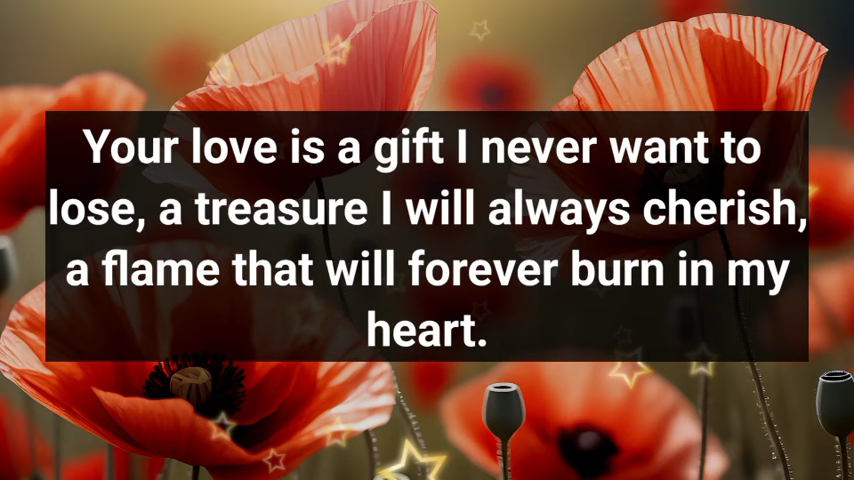 Your love is a gift I never want to
lose, a treasure I will always cherish,
a flame that will forever burn in my
heart.